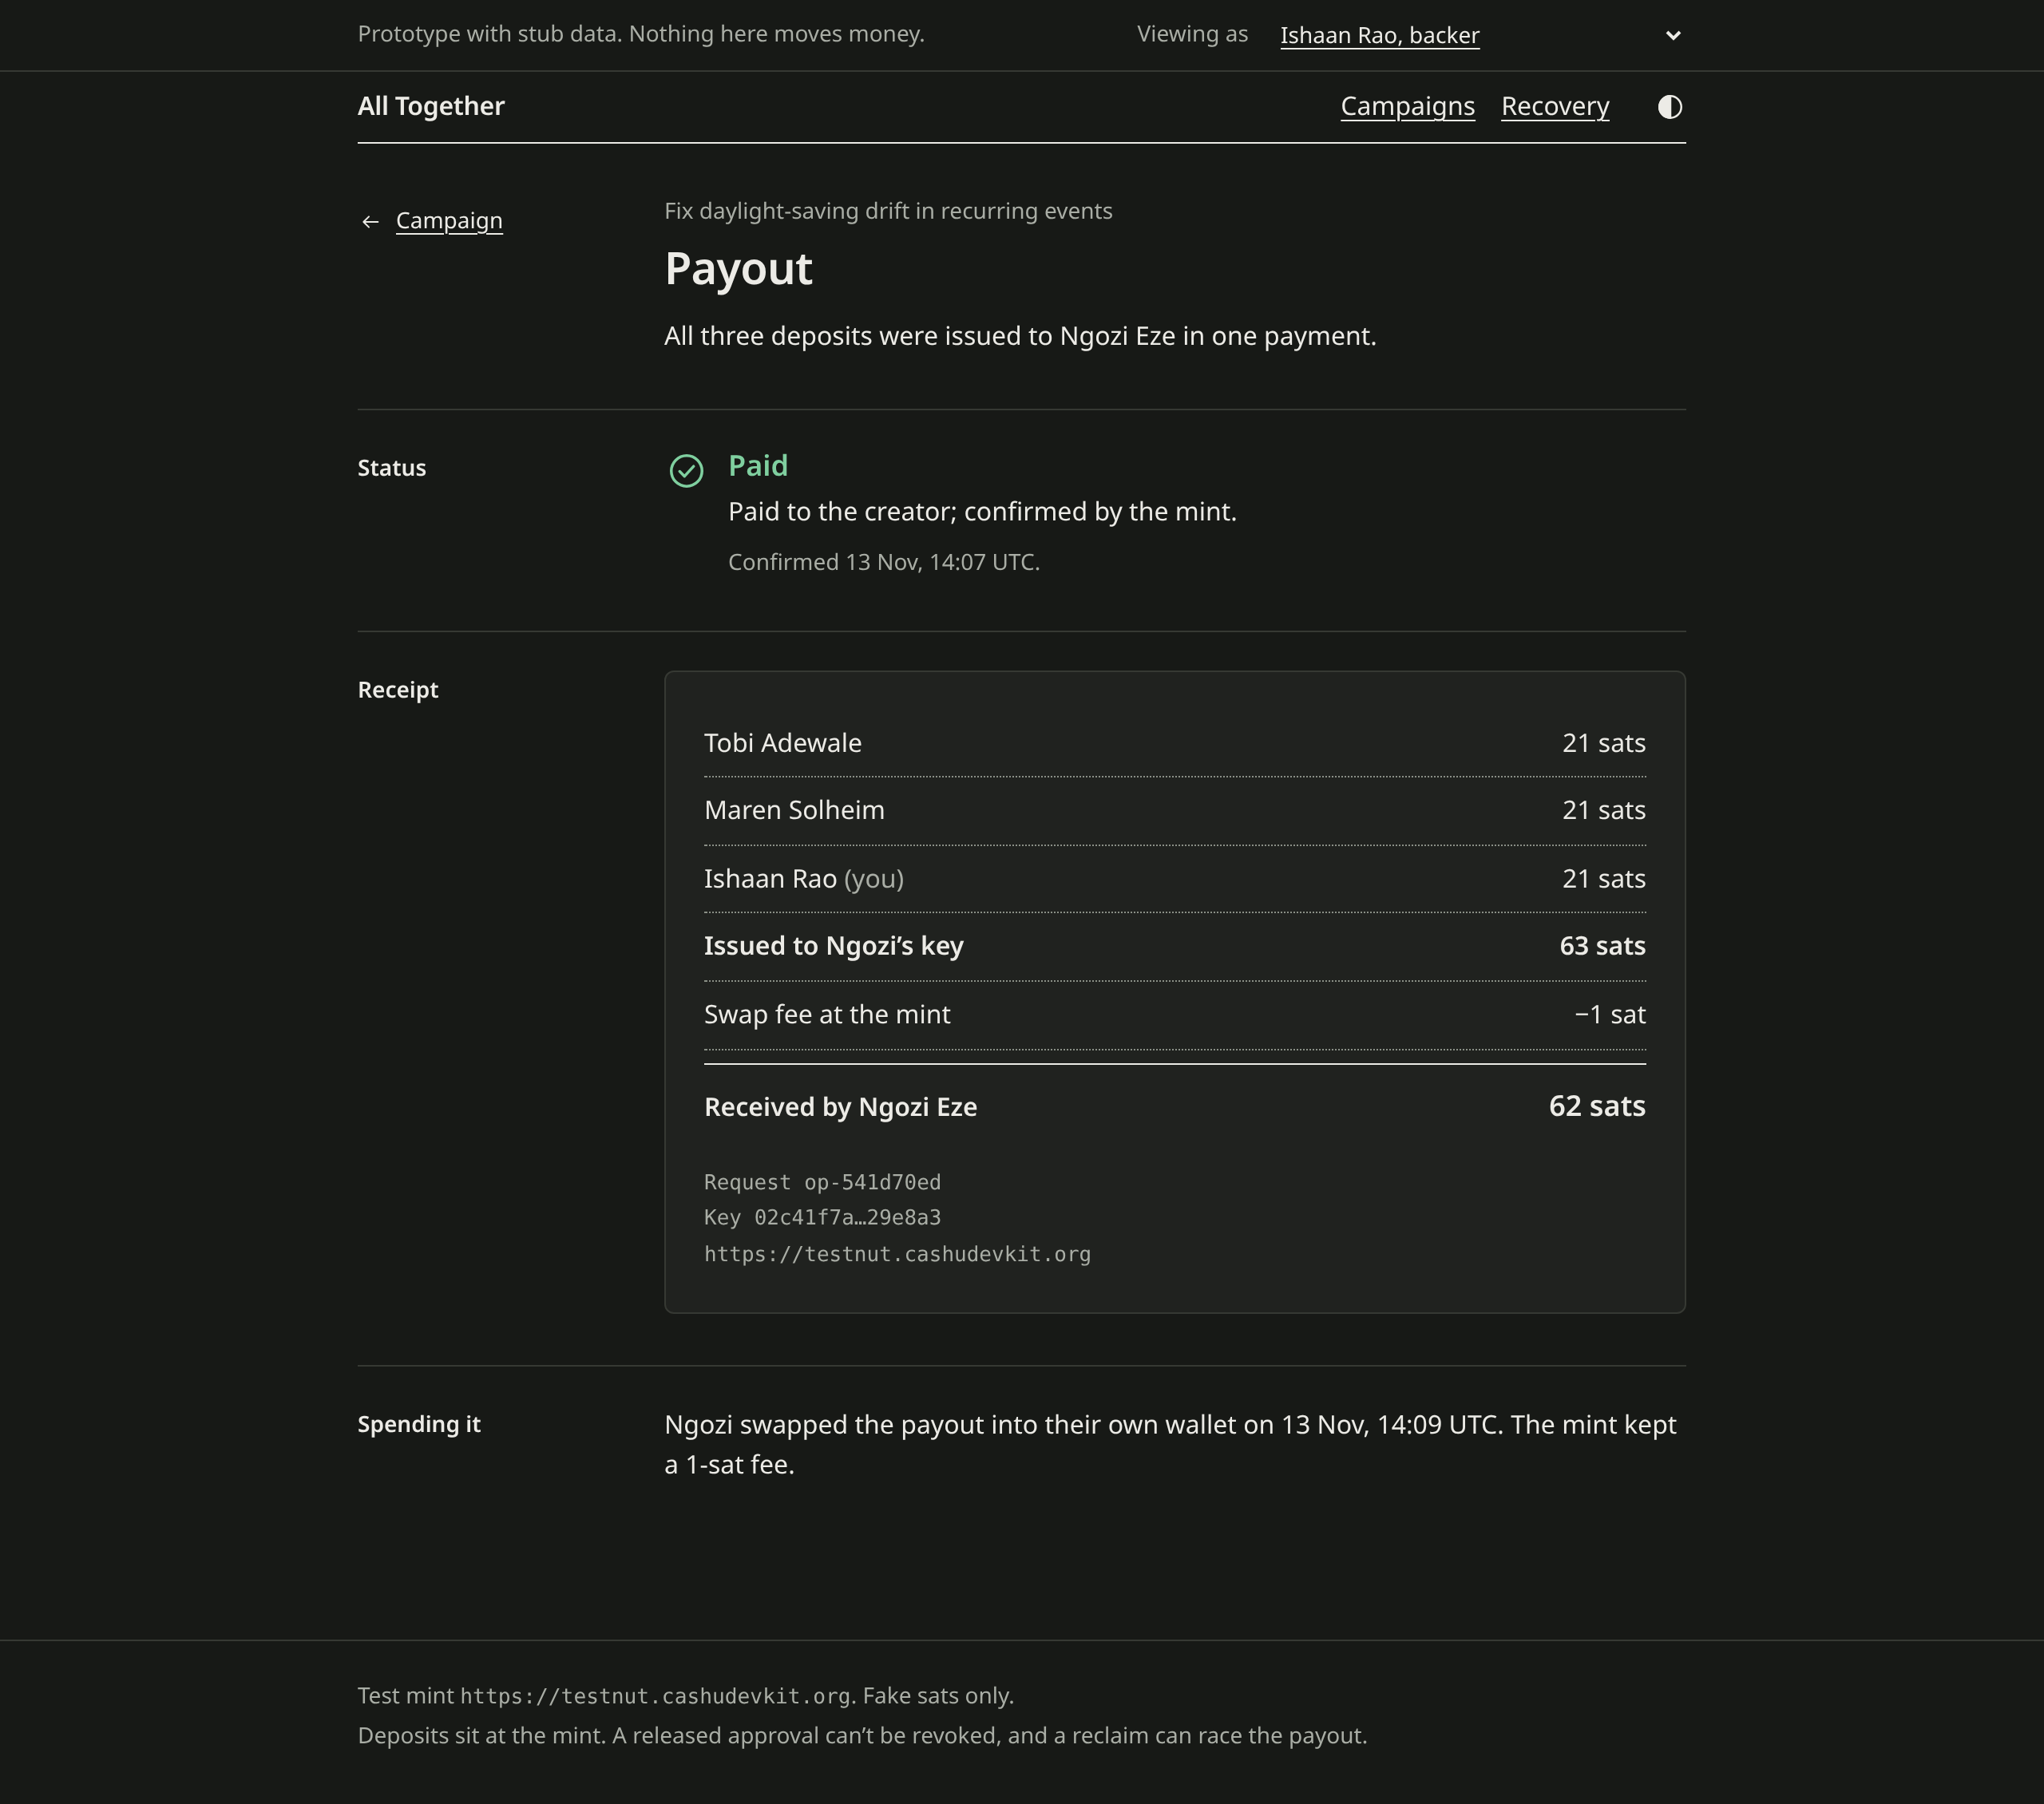 Prototype with stub data. Nothing here moves money.
Viewing as Ishaan Rao, backer
All Together
Campaigns Recovery
← Campaign
Fix daylight-saving drift in recurring events
Payout
All three deposits were issued to Ngozi Eze in one payment.
Status
Paid
Paid to the creator; confirmed by the mint.
Confirmed 13 Nov, 14:07 UTC.
Receipt
Tobi Adewale 21 sats
Maren Solheim 21 sats
Ishaan Rao (you) 21 sats
Issued to Ngozi’s key 63 sats
Swap fee at the mint −1 sat
Received by Ngozi Eze 62 sats
Request op-541d70ed
Key 02c41f7a…29e8a3
https://testnut.cashudevkit.org
Spending it
Ngozi swapped the payout into their own wallet on 13 Nov, 14:09 UTC. The mint kept
a 1-sat fee.
Test mint https://testnut.cashudevkit.org. Fake sats only.
Deposits sit at the mint. A released approval can’t be revoked, and a reclaim can race the payout.